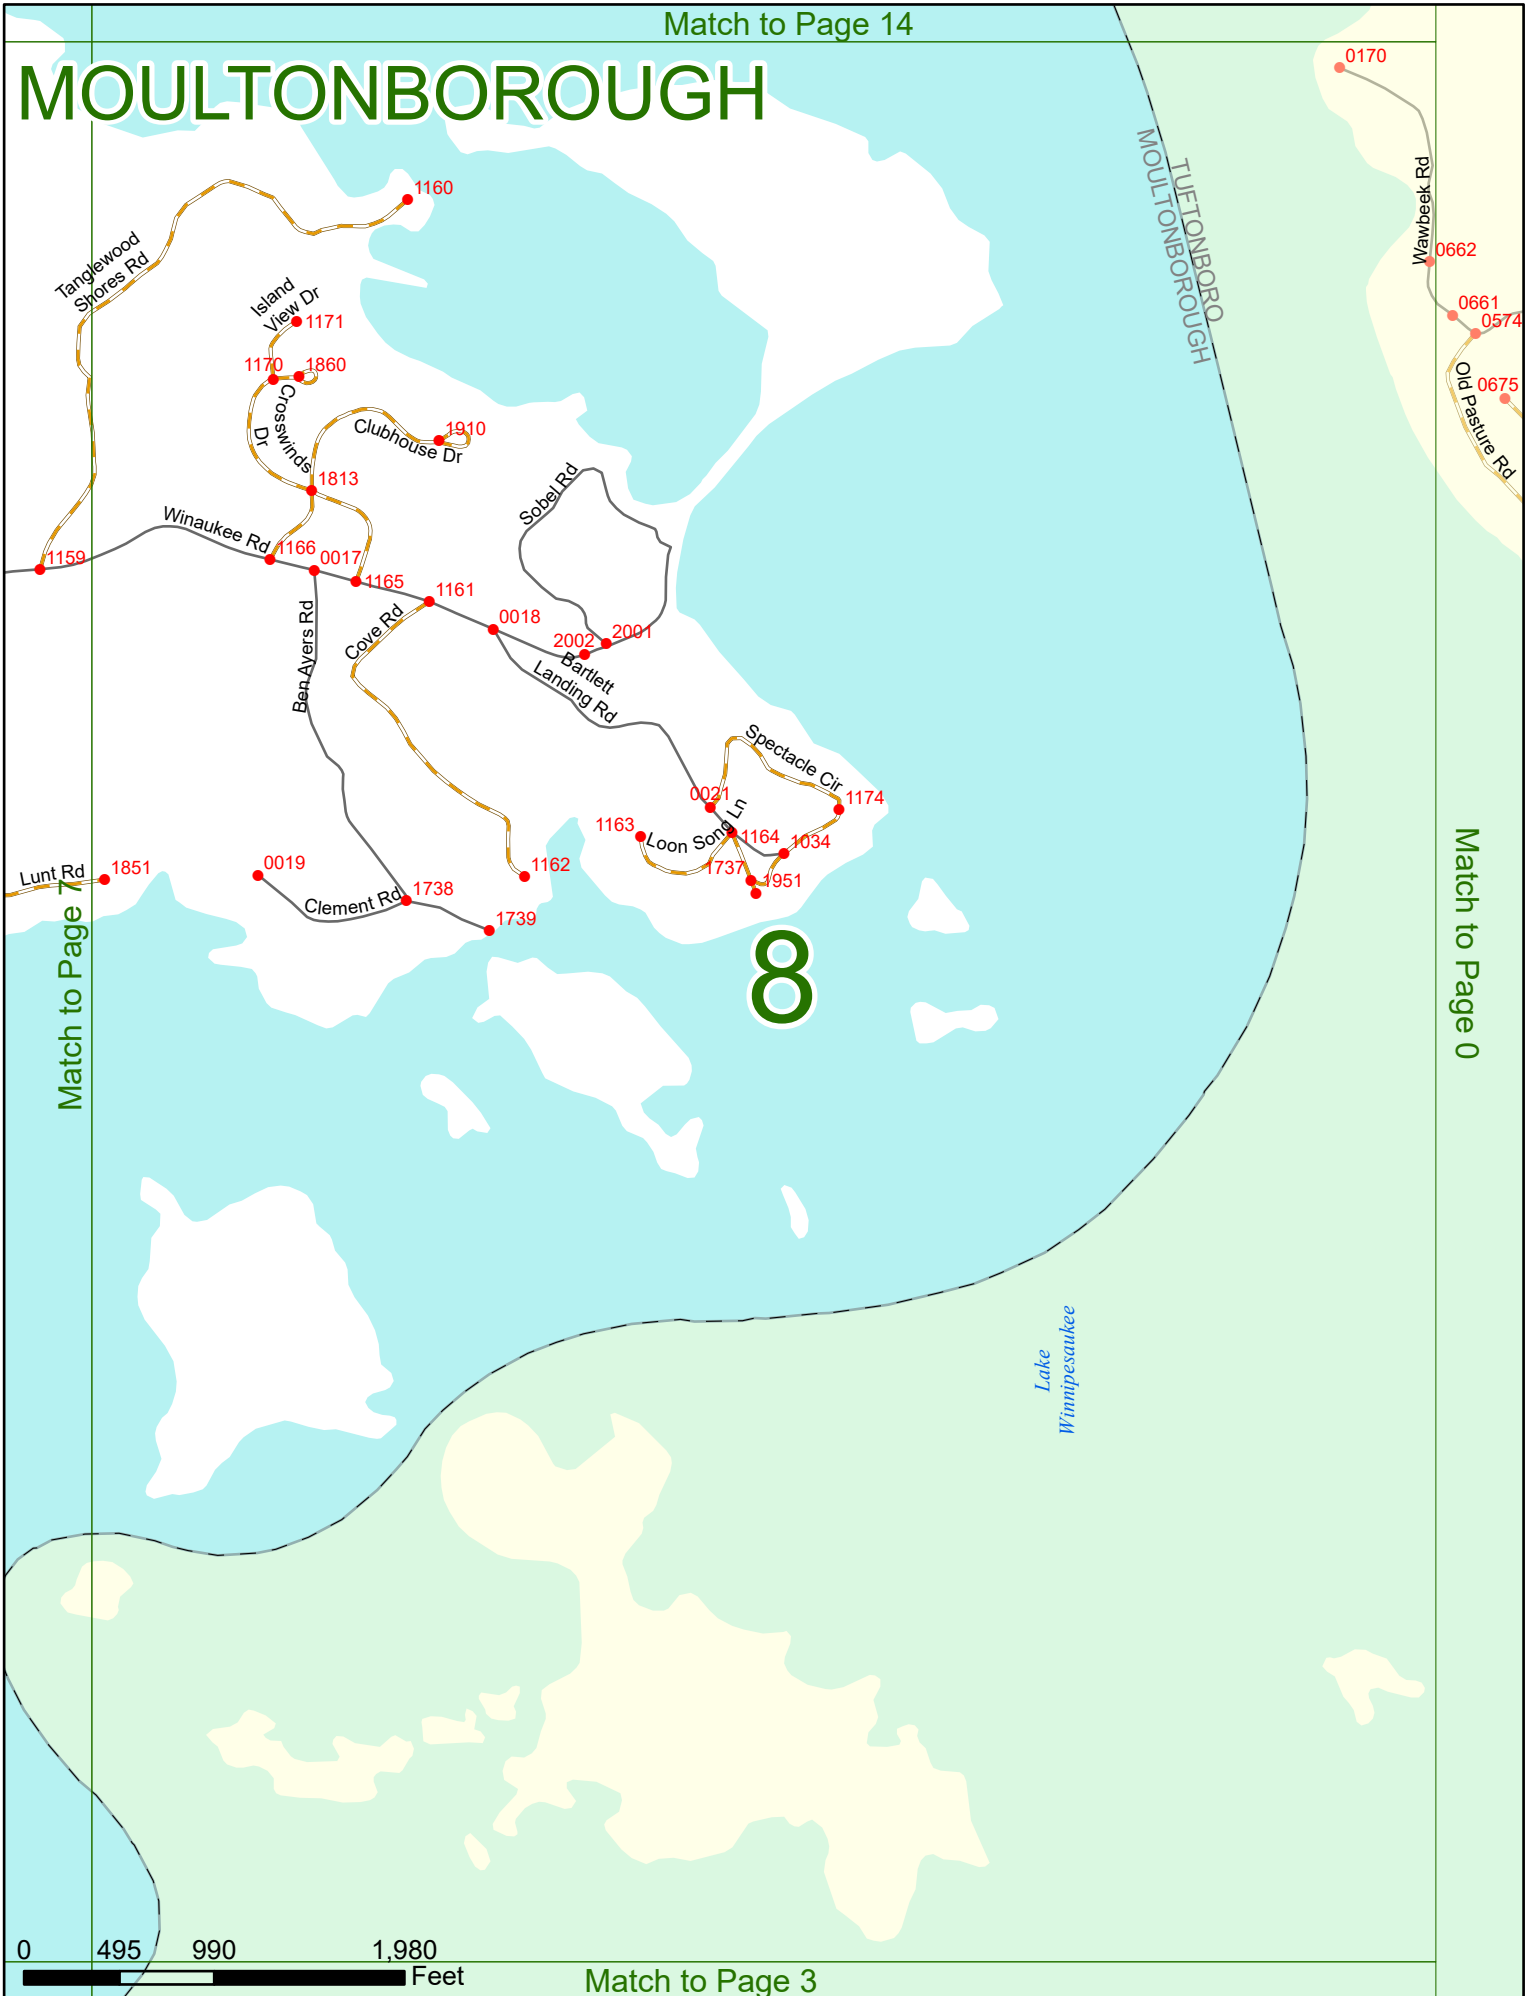 Match to Page 14
MOULTONBOROUGH
0170
TUFTONBORO
MOULTONBOROUGH
Wawbeek Rd
1160
Tanglewood
Shores Rd
0662
Island
View Dr
1171
0661
0574
1170
1860
Old Pasture Rd
0675
Crosswinds
Dr
Clubhouse Dr
1910
1813
Sobel Rd
Winaukee Rd
1159
1166
0017
1165
1161
Ben Ayers Rd
Cove Rd
0018
2002
2001
Bartlett
Landing Rd
Spectacle Cir
0021
1174
1163
Loon Song Ln
1164
1034
1737
1951
Lunt Rd
1851
0019
1162
Clement Rd
1738
1739
8
Match to Page 7
Match to Page 0
Lake
Winnipesaukee
0 495 990 1,980
Feet
Match to Page 3